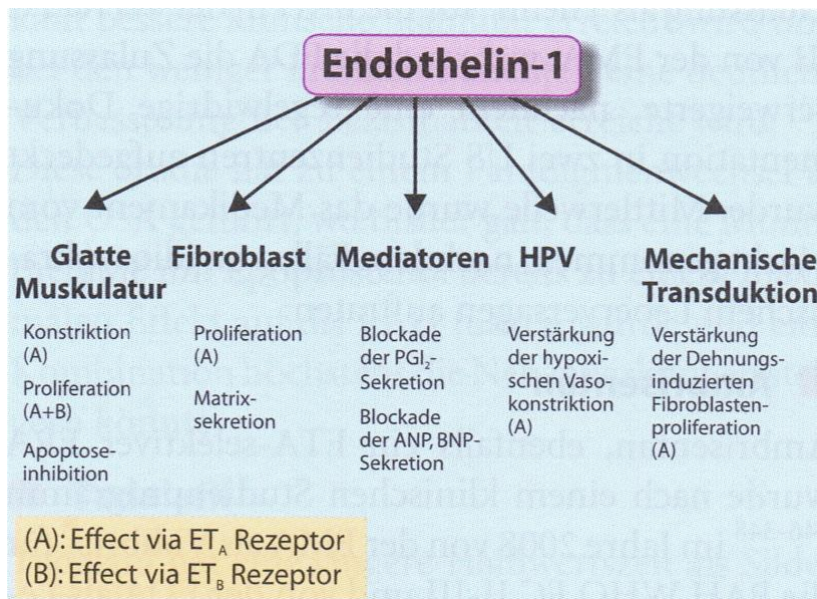 Endothelin-1
Glatte
Muskulatur
Konstriktion
(A)
Proliferation
(A+B)
Apoptose-
inhibition
Fibroblast
Proliferation
(A)
Matrix-
sekretion
Mediatoren
Blockade
der PGI₂-
Sekretion
Blockade
der ANP, BNP-
Sekretion
HPV
Verstärkung
der hypoxi-
schen Vaso-
konstriktion
(A)
Mechanische
Transduktion
Verstärkung
der Dehnungs-
induzierten
Fibroblasten-
proliferation
(A)
(A): Effect via ET_A Rezeptor
(B): Effect via ET_B Rezeptor